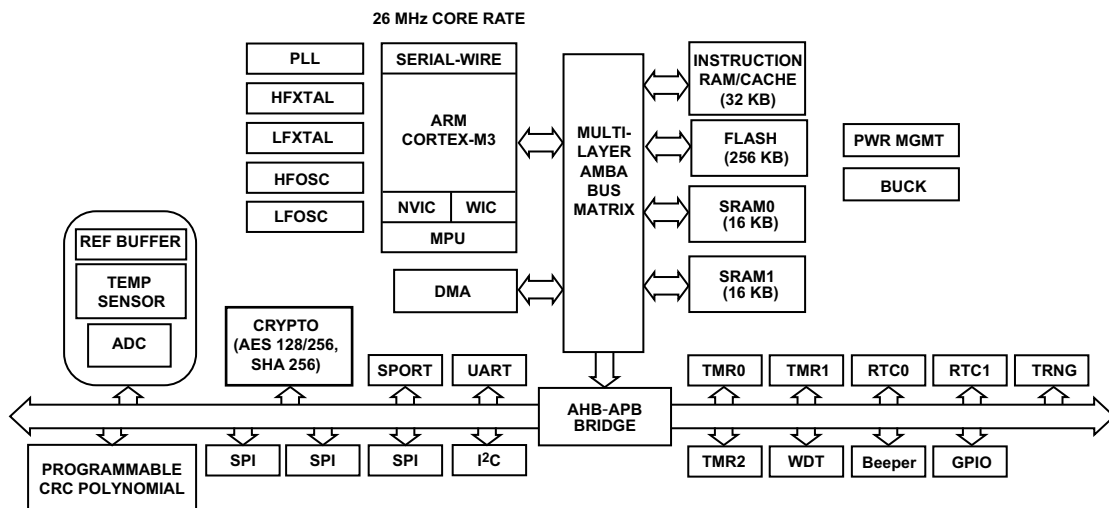 26 MHz CORE RATE
PLL
HFXTAL
LFXTAL
HFOSC
LFOSC
SERIAL-WIRE
ARM
CORTEX-M3
NVIC
WIC
MPU
DMA
MULTI-
LAYER
AMBA
BUS
MATRIX
INSTRUCTION
RAM/CACHE
(32 KB)
FLASH
(256 KB)
SRAM0
(16 KB)
SRAM1
(16 KB)
PWR MGMT
BUCK
REF BUFFER
TEMP
SENSOR
ADC
CRYPTO
(AES 128/256,
SHA 256)
SPORT
UART
TMR0
TMR1
RTC0
RTC1
TRNG
AHB-APB
BRIDGE
PROGRAMMABLE
CRC POLYNOMIAL
SPI
SPI
SPI
I²C
TMR2
WDT
Beeper
GPIO